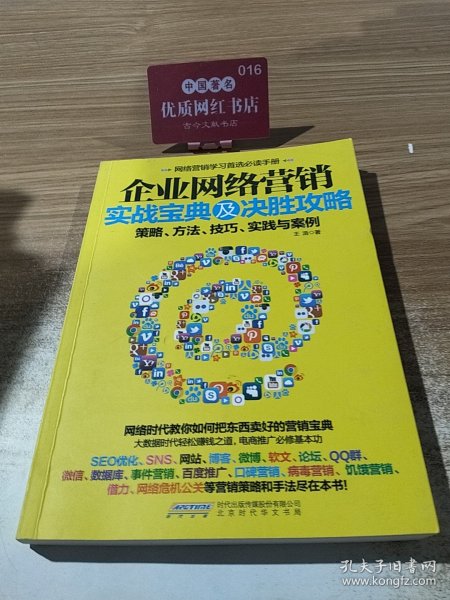 016
中国著名
优质网红书店
古今文献书店
网络营销学习首选必读手册
企业网络营销
实战宝典及决胜攻略
策略、方法、技巧、实践与案例
王浩◎著
网络时代教你如何把东西卖好的营销宝典
大数据时代轻松赚钱之道，电商推广必修基本功
SEO优化、SNS、网站、博客、微博、软文、论坛、QQ群、
微信、数据库、事件营销、百度推广、口碑营销、病毒营销、饥饿营销、
借力、网络危机公关等营销策略和手法尽在本书！
APCTIME 时代出版传媒股份有限公司
时代出版 北京时代华文书局
孔夫子旧书网
www.kongfz.com